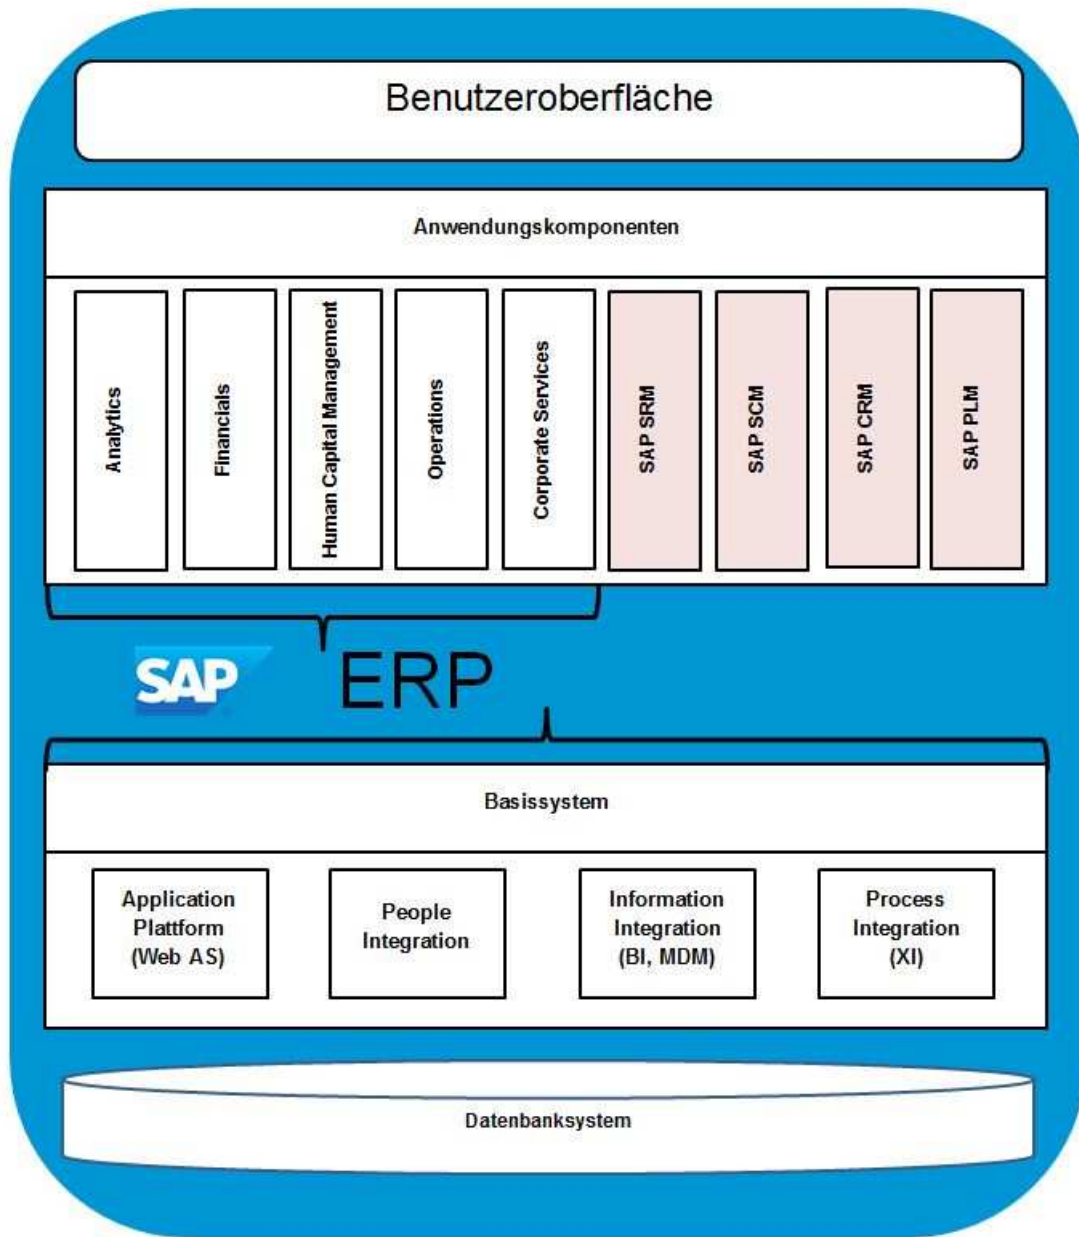 Benutzeroberfläche
Anwendungskomponenten
Analytics
Financials
Human Capital Management
Operations
Corporate Services
SAP SRM
SAP SCM
SAP CRM
SAP PLM
SAP
ERP
Basissystem
Application
Plattform
(Web AS)
People
Integration
Information
Integration
(BI, MDM)
Process
Integration
(XI)
Datenbanksystem